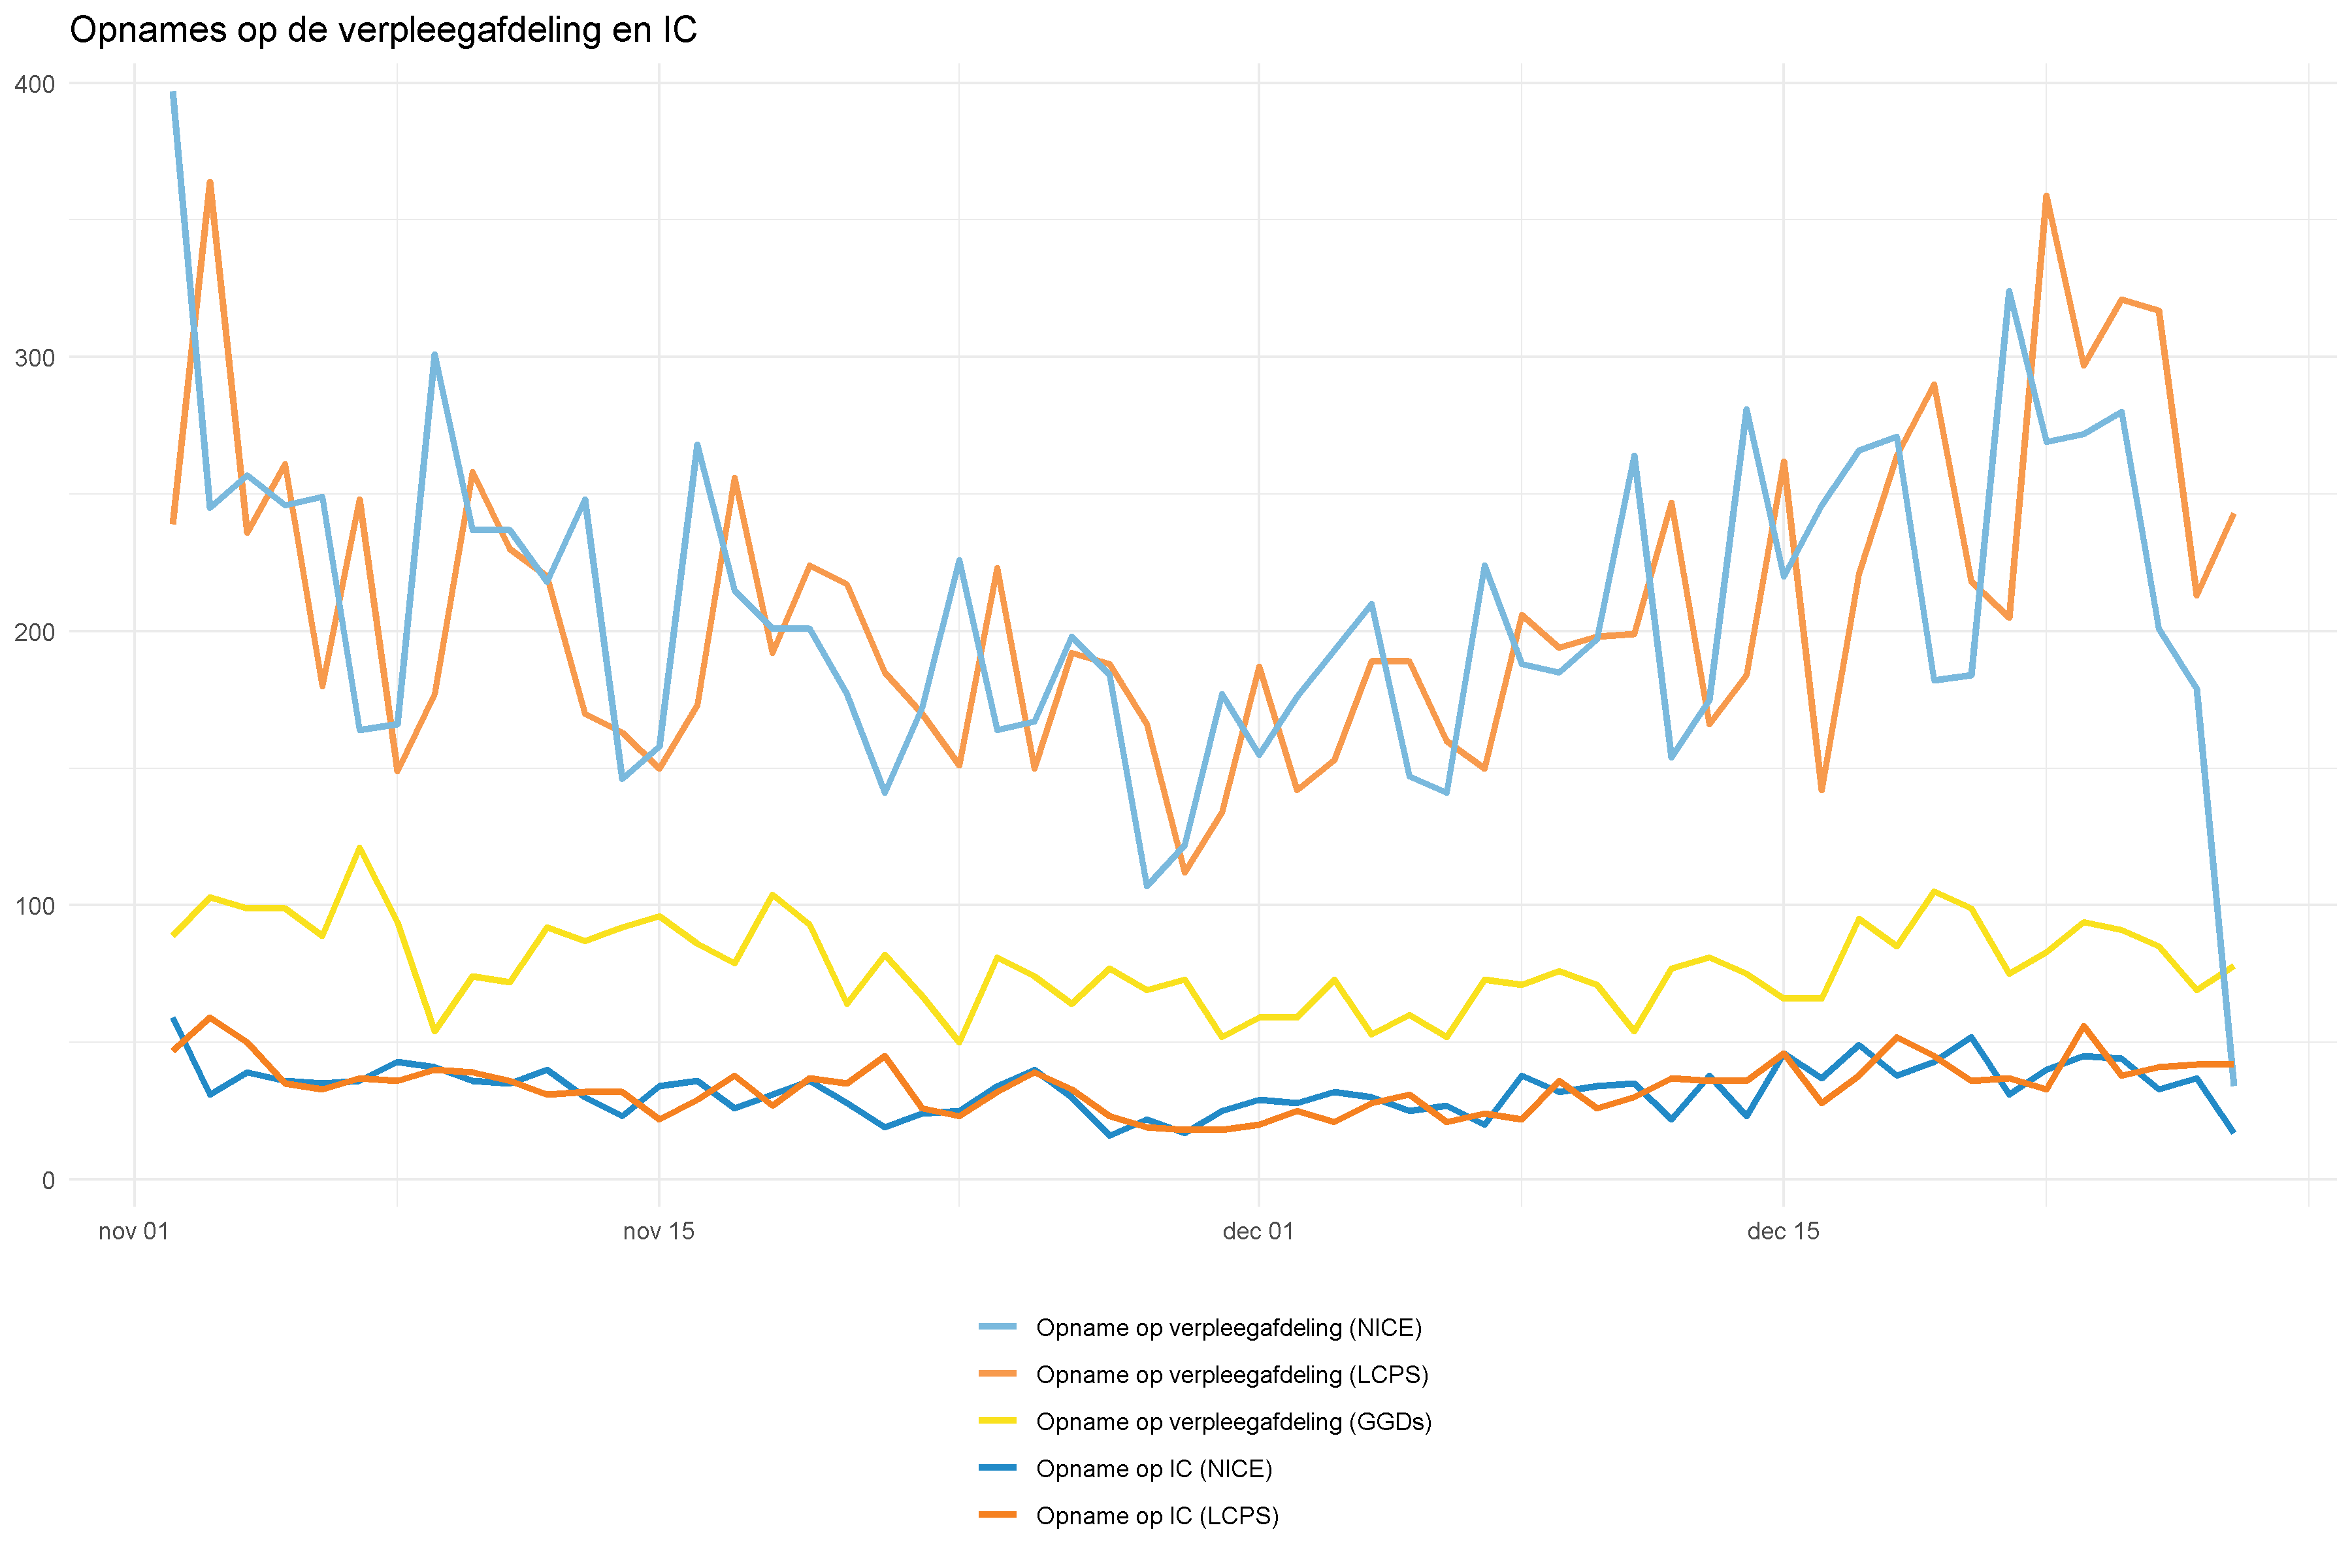 Opnames op de verpleegafdeling en IC
400
300
200
100
0
nov 01
nov 15
dec 01
dec 15
Opname op verpleegafdeling (NICE)
Opname op verpleegafdeling (LCPS)
Opname op verpleegafdeling (GGDs)
Opname op IC (NICE)
Opname op IC (LCPS)